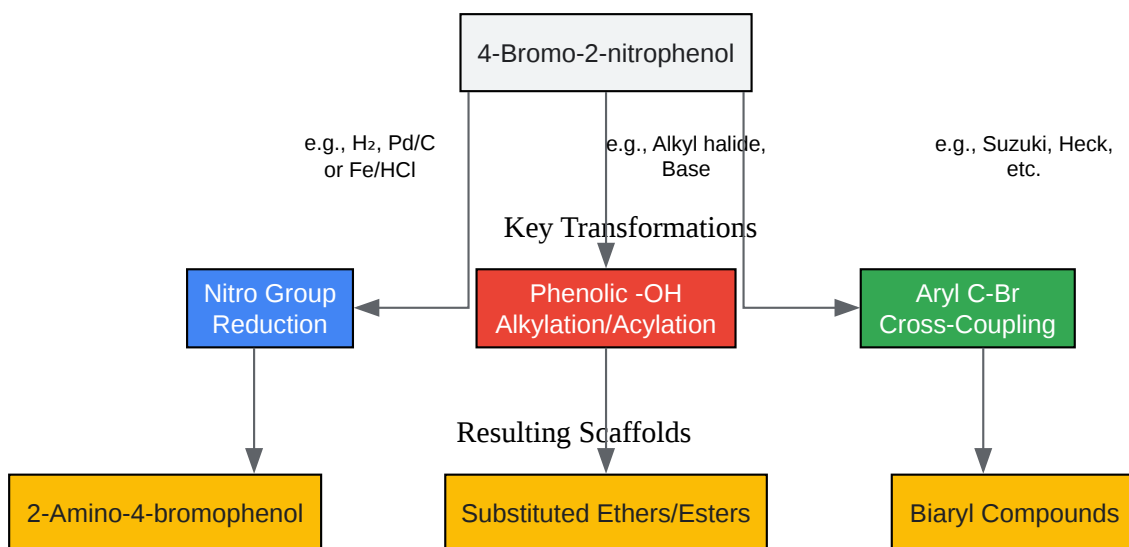 4-Bromo-2-nitrophenol
e.g., H₂, Pd/C
or Fe/HCl
e.g., Alkyl halide,
Base
e.g., Suzuki, Heck,
etc.
Key Transformations
Nitro Group
Reduction
Phenolic -OH
Alkylation/Acylation
Aryl C-Br
Cross-Coupling
Resulting Scaffolds
2-Amino-4-bromophenol
Substituted Ethers/Esters
Biaryl Compounds